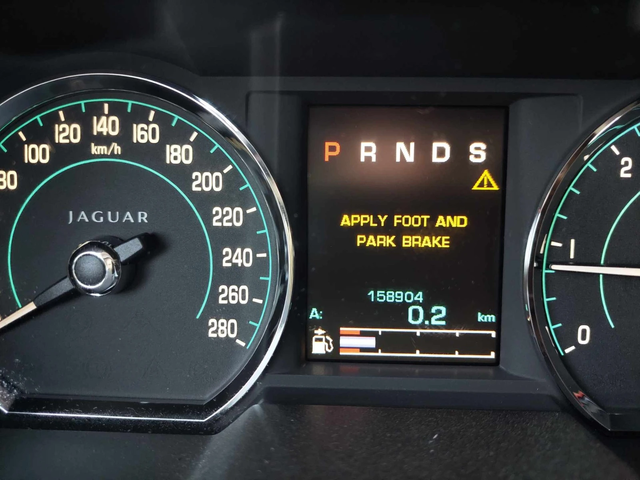 80 100 120 140 160 180 200 220 240 260 280
km/h
JAGUAR
P R N D S
APPLY FOOT AND
PARK BRAKE
158904
A: 0.2 km
2
1
0